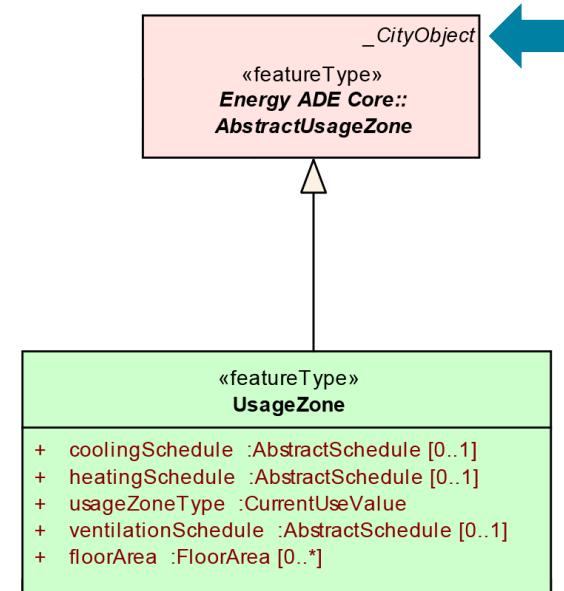 _CityObject
«featureType»
Energy ADE Core::
AbstractUsageZone
«featureType»
UsageZone
+ coolingSchedule :AbstractSchedule [0..1]
+ heatingSchedule :AbstractSchedule [0..1]
+ usageZoneType :CurrentUseValue
+ ventilationSchedule :AbstractSchedule [0..1]
+ floorArea :FloorArea [0..*]